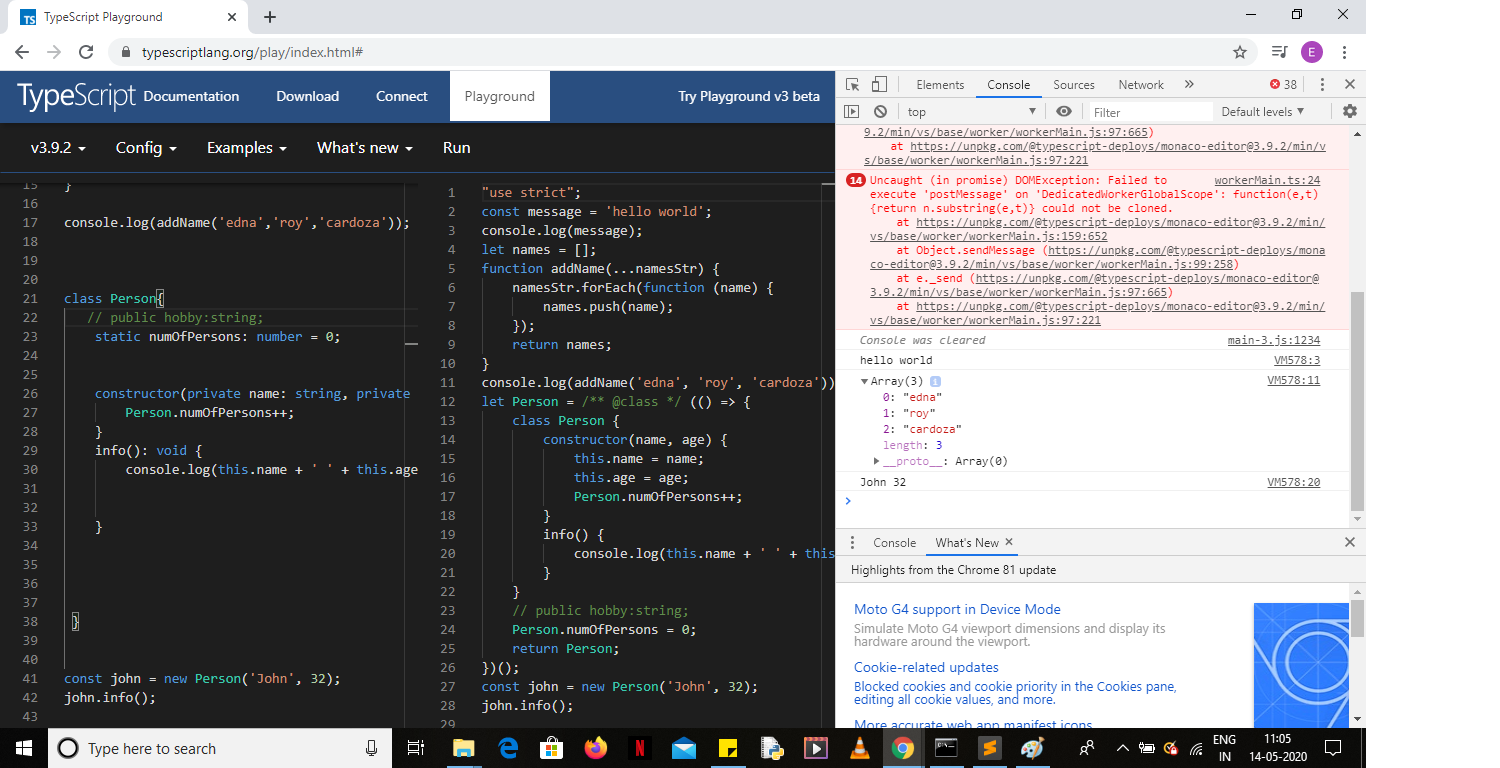 TS TypeScript Playground
typescriptlang.org/play/index.html#
E
TypeScript Documentation Download Connect Playground Try Playground v3 beta
v3.9.2 Config Examples What's new Run
15 }
16
17 console.log(addName('edna','roy','cardoza'));
18
19
20
21 class Person{
22 // public hobby:string;
23 static numOfPersons: number = 0;
24
25
26 constructor(private name: string, private
27 Person.numOfPersons++;
28 }
29 info(): void {
30 console.log(this.name + ' ' + this.age
31
32
33 }
34
35
36
37
38 }
39
40
41 const john = new Person('John', 32);
42 john.info();
43
1 "use strict";
2 const message = 'hello world';
3 console.log(message);
4 let names = [];
5 function addName(...namesStr) {
6 namesStr.forEach(function (name) {
7 names.push(name);
8 });
9 return names;
10 }
11 console.log(addName('edna', 'roy', 'cardoza'))
12 let Person = /** @class */ (() => {
13 class Person {
14 constructor(name, age) {
15 this.name = name;
16 this.age = age;
17 Person.numOfPersons++;
18 }
19 info() {
20 console.log(this.name + ' ' + this
21 }
22 }
23 // public hobby:string;
24 Person.numOfPersons = 0;
25 return Person;
26 })();
27 const john = new Person('John', 32);
28 john.info();
29
Elements Console Sources Network » 38
top Filter Default levels
9.2/min/vs/base/worker/workerMain.js:97:665)
at https://unpkg.com/@typescript-deploys/monaco-editor@3.9.2/min/v
s/base/worker/workerMain.js:97:221
14 Uncaught (in promise) DOMException: Failed to workerMain.ts:24
execute 'postMessage' on 'DedicatedWorkerGlobalScope': function(e,t)
{return n.substring(e,t)} could not be cloned.
at https://unpkg.com/@typescript-deploys/monaco-editor@3.9.2/min/
vs/base/worker/workerMain.js:159:652
at Object.sendMessage (https://unpkg.com/@typescript-deploys/mona
co-editor@3.9.2/min/vs/base/worker/workerMain.js:99:258)
at e._send (https://unpkg.com/@typescript-deploys/monaco-editor@
3.9.2/min/vs/base/worker/workerMain.js:97:665)
at https://unpkg.com/@typescript-deploys/monaco-editor@3.9.2/min/
vs/base/worker/workerMain.js:97:221
Console was cleared main-3.js:1234
hello world VM578:3
Array(3) i VM578:11
0: "edna"
1: "roy"
2: "cardoza"
length: 3
__proto__: Array(0)
John 32 VM578:20
Console What's New
Highlights from the Chrome 81 update
Moto G4 support in Device Mode
Simulate Moto G4 viewport dimensions and display its
hardware around the viewport.
Cookie-related updates
Blocked cookies and cookie priority in the Cookies pane,
editing all cookie values, and more.
More accurate web app manifest icons
Type here to search
ENG
IN
11:05
14-05-2020